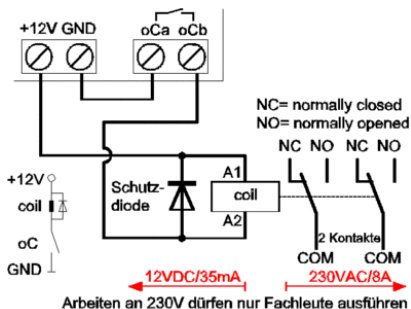 +12V GND oCa oCb
NC= normally closed
NO= normally opened
NC NO NC NO
+12V
coil
oC
GND
Schutz-
diode
A1
coil
A2
2 Kontakte
COM COM
12VDC/35mA
230VAC/8A
Arbeiten an 230V dürfen nur Fachleute ausführen